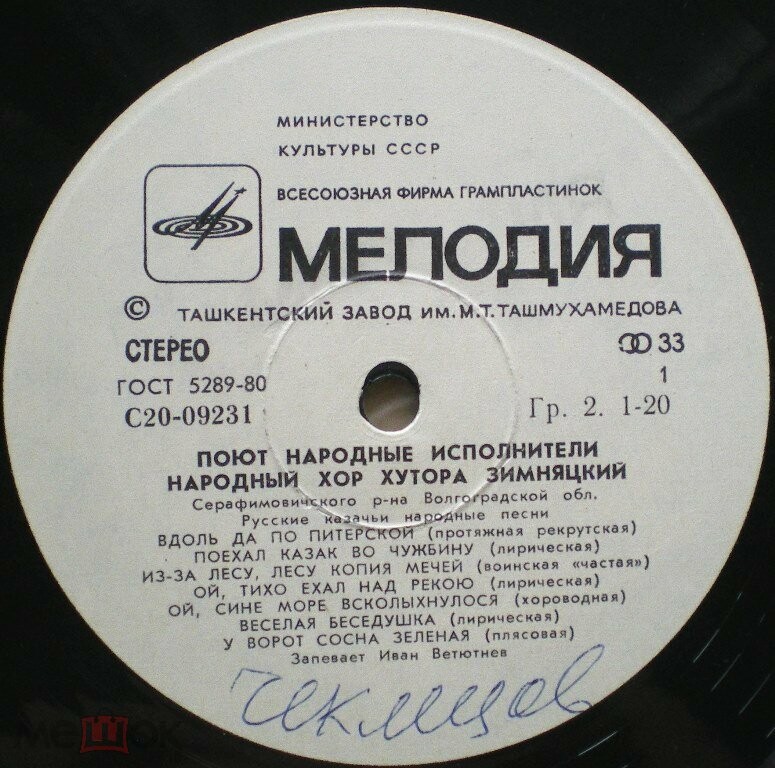 МИНИСТЕРСТВО
КУЛЬТУРЫ СССР
ВСЕСОЮЗНАЯ ФИРМА ГРАМПЛАСТИНОК
МЕЛОДИЯ
© ТАШКЕНТСКИЙ ЗАВОД ИМ. М.Т. ТАШМУХАМЕДОВА
СТЕРЕО
33
ГОСТ 5289-80
1
С20-09231
Гр. 2. 1-20
ПОЮТ НАРОДНЫЕ ИСПОЛНИТЕЛИ
НАРОДНЫЙ ХОР ХУТОРА ЗИМНЯЦКИЙ
Серафимовичского р-на Волгоградской обл.
Русские казачьи народные песни
ВДОЛЬ ДА ПО ПИТЕРСКОЙ (протяжная рекрутская)
ПОЕХАЛ КАЗАК ВО ЧУЖБИНУ (лирическая)
ИЗ-ЗА ЛЕСУ, ЛЕСУ КОПИЯ МЕЧЕЙ (воинская «частая»)
ОЙ, ТИХО ЕХАЛ НАД РЕКОЮ (лирическая)
ОЙ, СИНЕ МОРЕ ВСКОЛЫХНУЛОСЯ (хороводная)
ВЕСЕЛАЯ БЕСЕДУШКА (лирическая)
У ВОРОТ СОСНА ЗЕЛЕНАЯ (плясовая)
Запевает Иван Ветютнев
мешок